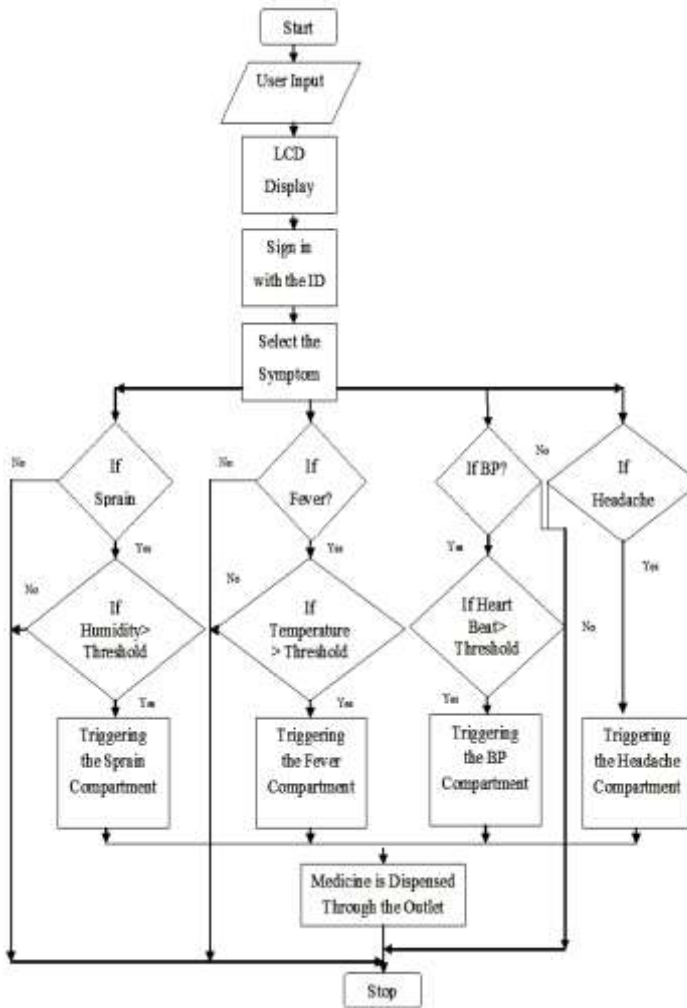 Start
User Input
LCD
Display
Sign in
with the ID
Select the
Symptom
No
If
Sprain
No
If
Fever?
If BP?
No
If
Headache
Yes
Yes
Yes
Yes
No
If
Humidity>
Threshold
No
If
Temperature
> Threshold
If Heart
Beat>
Threshold
No
Yes
Yes
Yes
Triggering
the Sprain
Compartment
Triggering
the Fever
Compartment
Triggering
the BP
Compartment
Triggering
the Headache
Compartment
Medicine is Dispensed
Through the Outlet
Stop